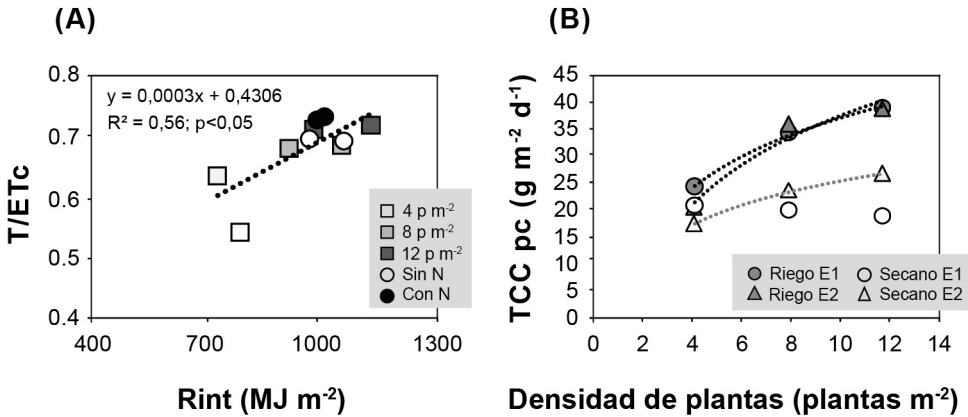 (A)
y = 0,0003x + 0,4306
R² = 0,56; p<0,05
0.8
0.7
0.6
0.5
0.4
T/ETc
400 700 1000 1300
Rint (MJ m⁻²)
4 p m⁻²
8 p m⁻²
12 p m⁻²
Sin N
Con N
(B)
45
40
35
30
25
20
15
10
5
0
TCC pc (g m⁻² d⁻¹)
0 2 4 6 8 10 12 14
Densidad de plantas (plantas m⁻²)
Riego E1 Secano E1
Riego E2 Secano E2